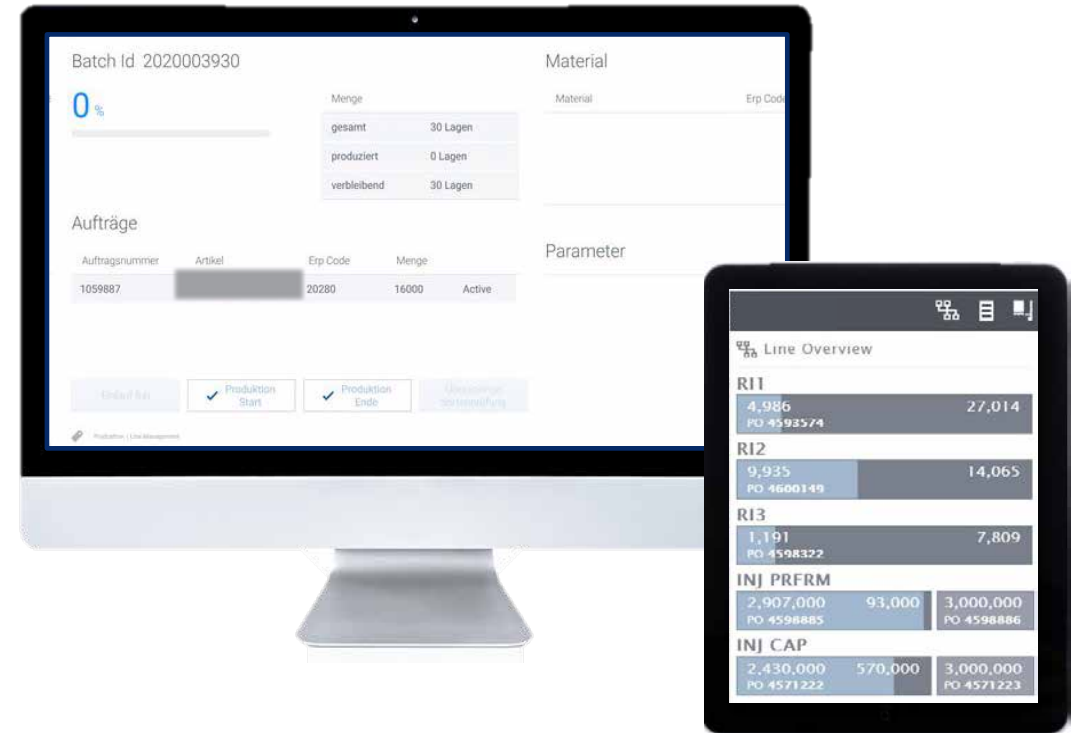 Batch Id 2020003930
0 %
Menge
gesamt 30 Lagen
produziert 0 Lagen
verbleibend 30 Lagen
Aufträge
Auftragsnummer Artikel Erp Code Menge
1059887 20280 16000 Active
Produktion Start
Produktion Ende
Produktion | Line Management
Material
Material Erp Code
Parameter
Line Overview
RI1
4,986 27,014
PO 4593574
RI2
9,935 14,065
PO 4600149
RI3
1,191 7,809
PO 4598322
INJ PRFRM
2,907,000 93,000 3,000,000
PO 4598885 PO 4598886
INJ CAP
2,430,000 570,000 3,000,000
PO 4571222 PO 4571223